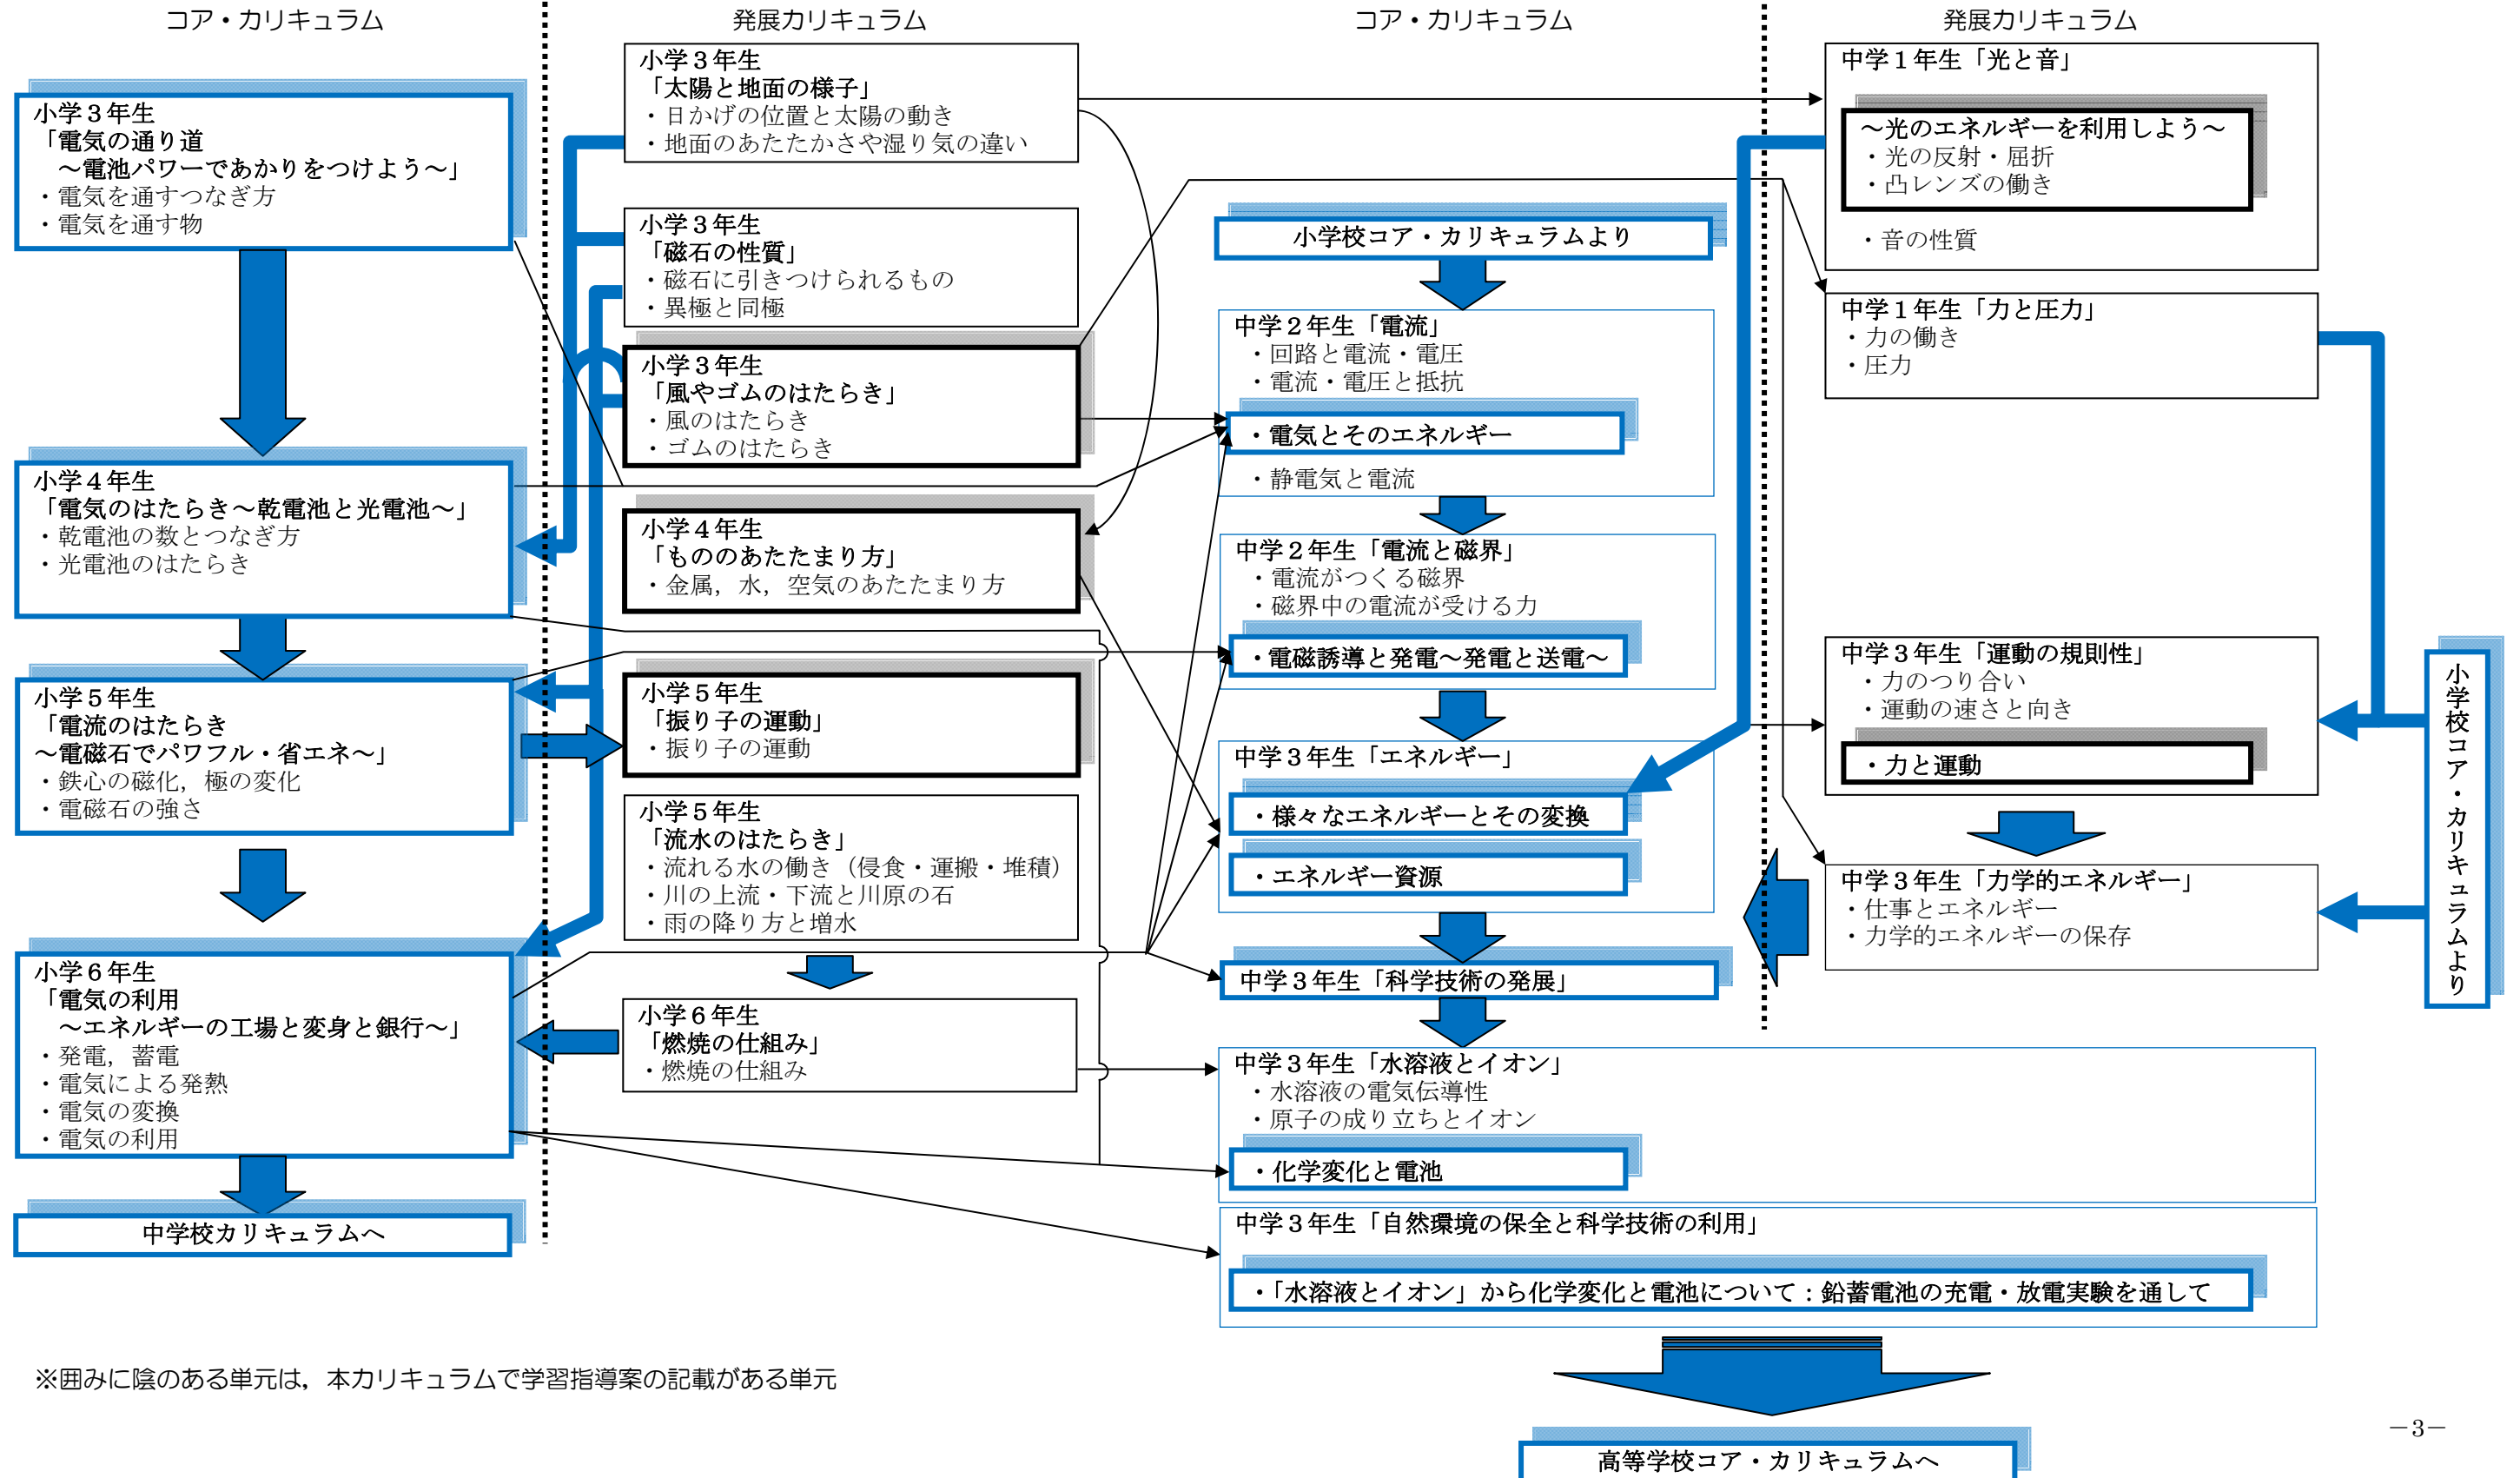 コア・カリキュラム
小学３年生
「電気の通り道
～電池パワーであかりをつけよう～」
・電気を通すつなぎ方
・電気を通す物
小学４年生
「電気のはたらき～乾電池と光電池～」
・乾電池の数とつなぎ方
・光電池のはたらき
小学５年生
「電流のはたらき
～電磁石でパワフル・省エネ～」
・鉄心の磁化，極の変化
・電磁石の強さ
小学６年生
「電気の利用
～エネルギーの工場と変身と銀行～」
・発電，蓄電
・電気による発熱
・電気の変換
・電気の利用
中学校カリキュラムへ
発展カリキュラム
小学３年生
「太陽と地面の様子」
・日かげの位置と太陽の動き
・地面のあたたかさや湿り気の違い
小学３年生
「磁石の性質」
・磁石に引きつけられるもの
・異極と同極
小学３年生
「風やゴムのはたらき」
・風のはたらき
・ゴムのはたらき
小学４年生
「もののあたたまり方」
・金属，水，空気のあたたまり方
小学５年生
「振り子の運動」
・振り子の運動
小学５年生
「流水のはたらき」
・流れる水の働き（侵食・運搬・堆積）
・川の上流・下流と川原の石
・雨の降り方と増水
小学６年生
「燃焼の仕組み」
・燃焼の仕組み
コア・カリキュラム
小学校コア・カリキュラムより
中学２年生「電流」
・回路と電流・電圧
・電流・電圧と抵抗
・電気とそのエネルギー
・静電気と電流
中学２年生「電流と磁界」
・電流がつくる磁界
・磁界中の電流が受ける力
・電磁誘導と発電～発電と送電～
中学３年生「エネルギー」
・様々なエネルギーとその変換
・エネルギー資源
中学３年生「科学技術の発展」
中学３年生「水溶液とイオン」
・水溶液の電気伝導性
・原子の成り立ちとイオン
・化学変化と電池
中学３年生「自然環境の保全と科学技術の利用」
・「水溶液とイオン」から化学変化と電池について：鉛蓄電池の充電・放電実験を通して
高等学校コア・カリキュラムへ
発展カリキュラム
中学１年生「光と音」
～光のエネルギーを利用しよう～
・光の反射・屈折
・凸レンズの働き
・音の性質
中学１年生「力と圧力」
・力の働き
・圧力
中学３年生「運動の規則性」
・力のつり合い
・運動の速さと向き
・力と運動
中学３年生「力学的エネルギー」
・仕事とエネルギー
・力学的エネルギーの保存
小学校コア・カリキュラムより
※囲みに陰のある単元は，本カリキュラムで学習指導案の記載がある単元
－3－